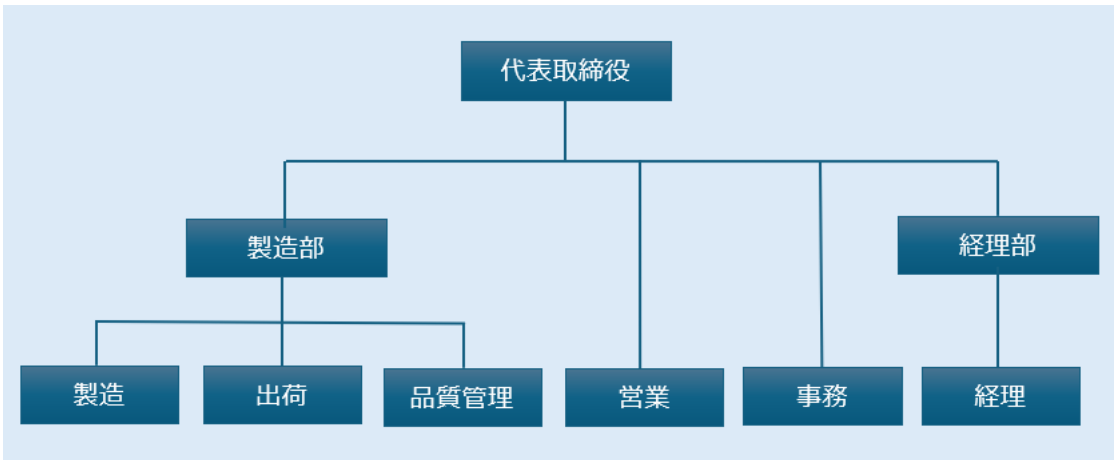 代表取締役
製造部
経理部
製造
出荷
品質管理
営業
事務
経理